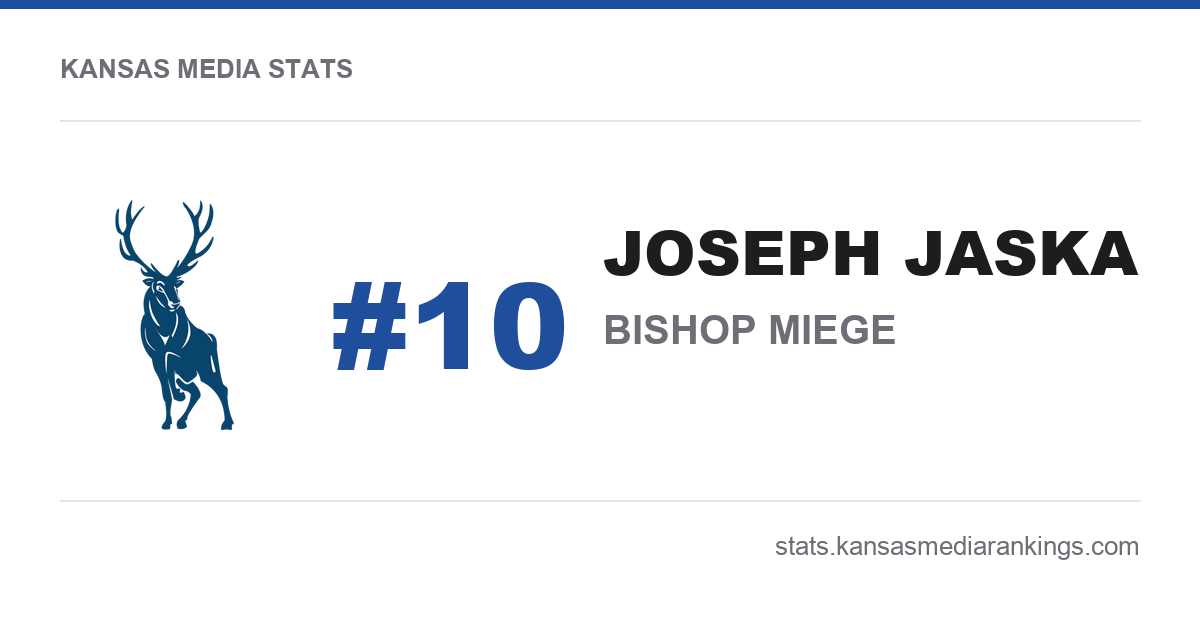 KANSAS MEDIA STATS
#10
JOSEPH JASKA
BISHOP MIEGE
stats.kansasmediarankings.com